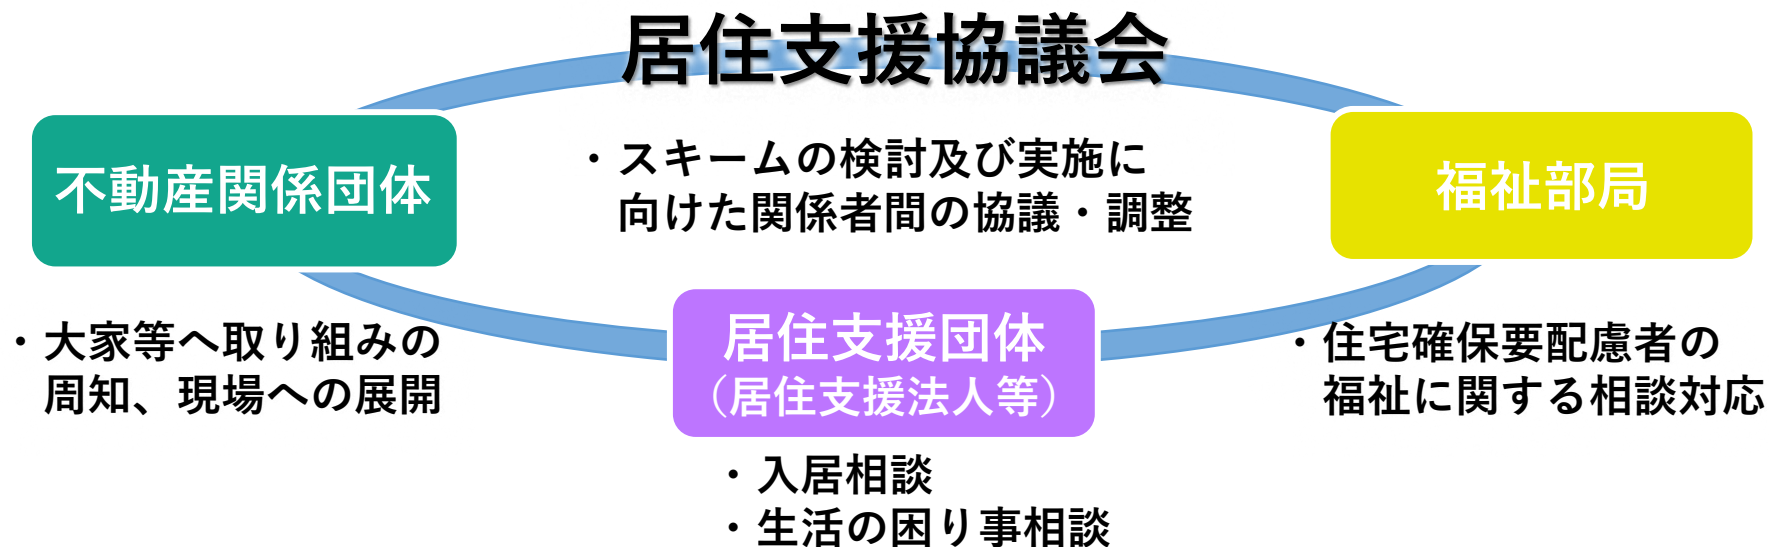 居住支援協議会
不動産関係団体
・スキームの検討及び実施に
向けた関係者間の協議・調整
福祉部局
・大家等へ取り組みの
周知、現場への展開
居住支援団体
（居住支援法人等）
・住宅確保要配慮者の
福祉に関する相談対応
・入居相談
・生活の困り事相談